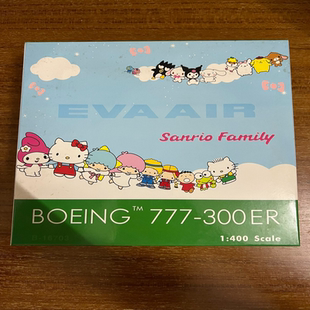 EVA AIR
Sanrio Family
BOEING™ 777-300ER
1:400 Scale